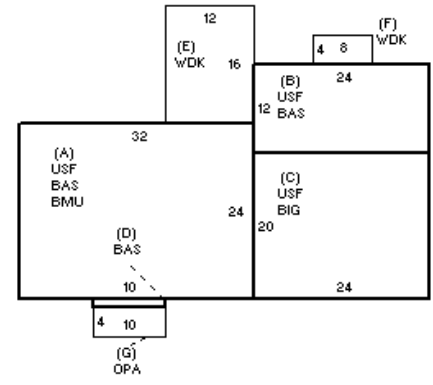 12
(E)
WDK
16
(F)
WDK
4 8
24
(B)
USF
BAS
12
32
(A)
USF
BAS
BMU
24
(C)
USF
BIG
20
(D)
BAS
10
24
4 10
(G)
OPA